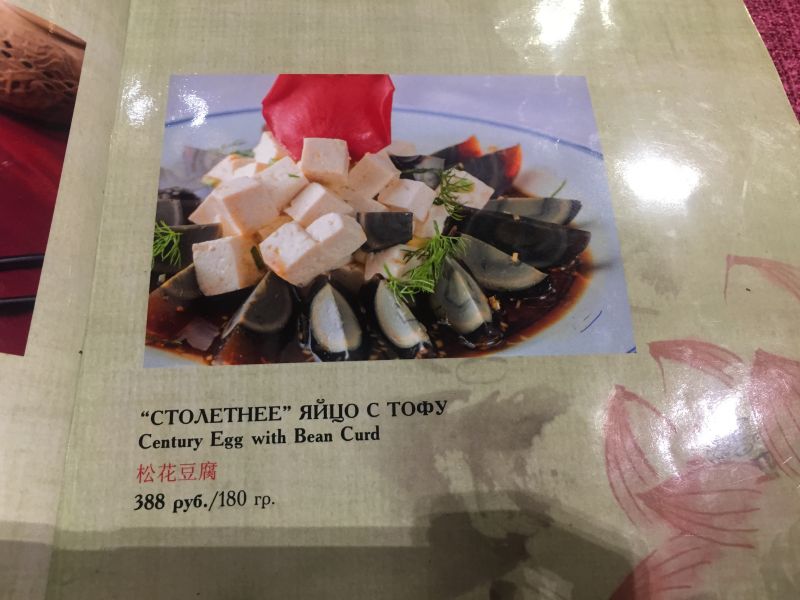 “СТОЛЕТНЕЕ” ЯЙЦО С ТОФУ
Century Egg with Bean Curd
松花豆腐
388 руб./180 гр.